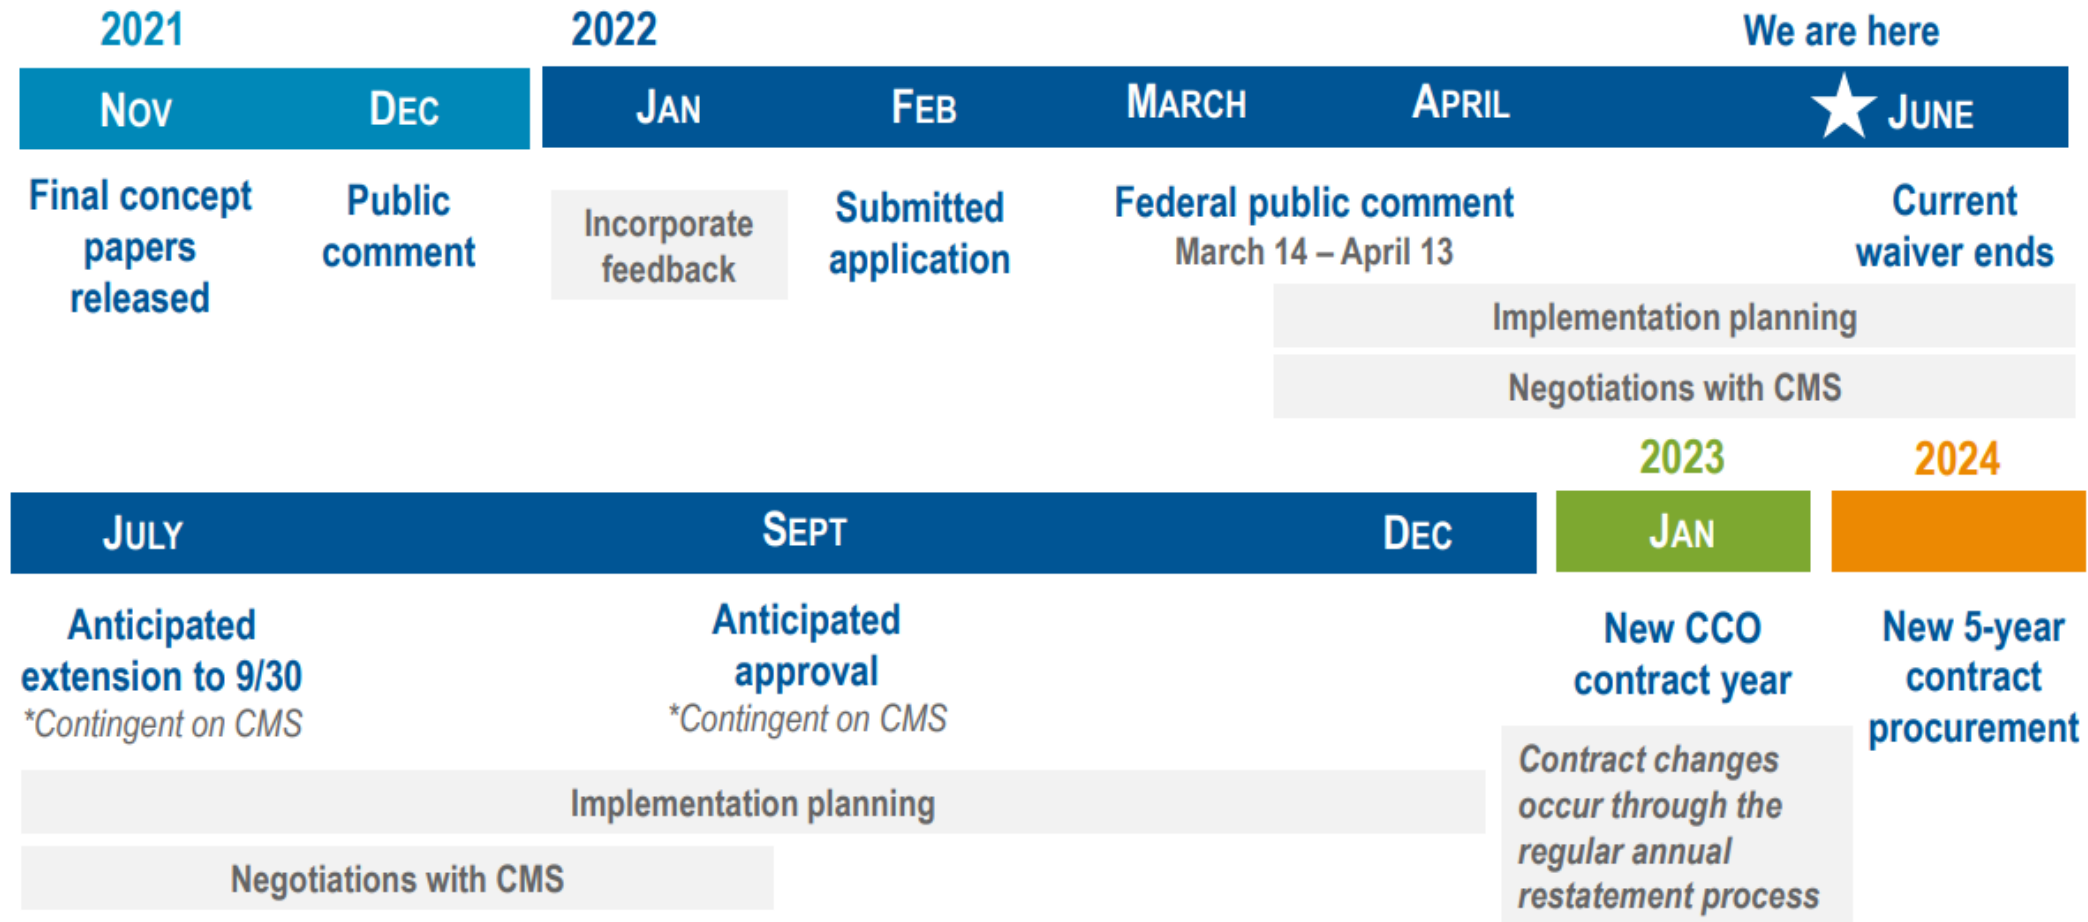 2021
2022
We are here
NOV
DEC
JAN
FEB
MARCH
APRIL
JUNE
Final concept
papers
released
Public
comment
Incorporate
feedback
Submitted
application
Federal public comment
March 14 – April 13
Current
waiver ends
Implementation planning
Negotiations with CMS
2023
2024
JULY
SEPT
DEC
JAN
Anticipated
extension to 9/30
*Contingent on CMS
Anticipated
approval
*Contingent on CMS
New CCO
contract year
New 5-year
contract
procurement
Implementation planning
Negotiations with CMS
Contract changes
occur through the
regular annual
restatement process